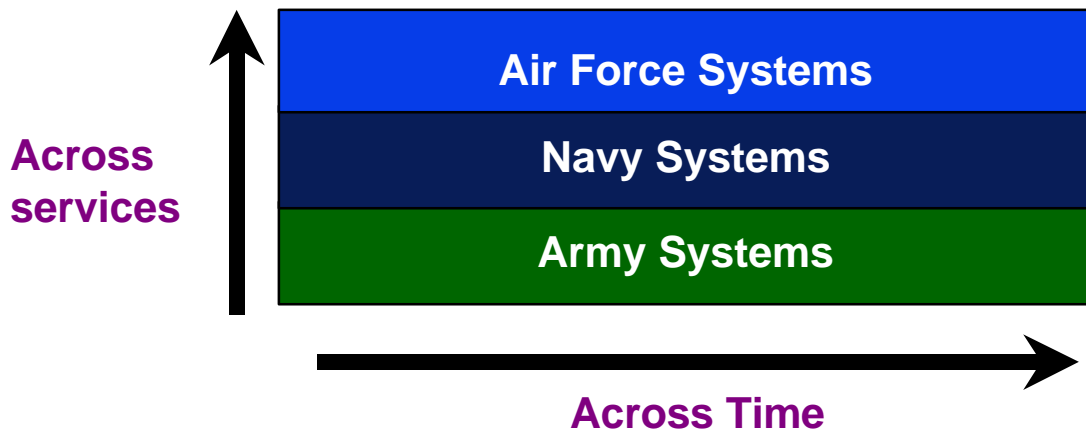 Air Force Systems
Navy Systems
Army Systems
Across
services
Across Time